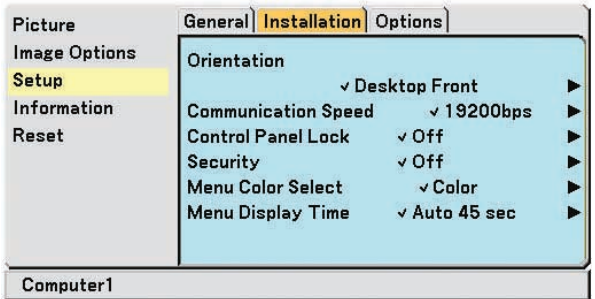 Picture
Image Options
Setup
Information
Reset
General Installation Options
Orientation
✓ Desktop Front ▶
Communication Speed ✓ 19200bps ▶
Control Panel Lock ✓ Off ▶
Security ✓ Off ▶
Menu Color Select ✓ Color ▶
Menu Display Time ✓ Auto 45 sec ▶
Computer1